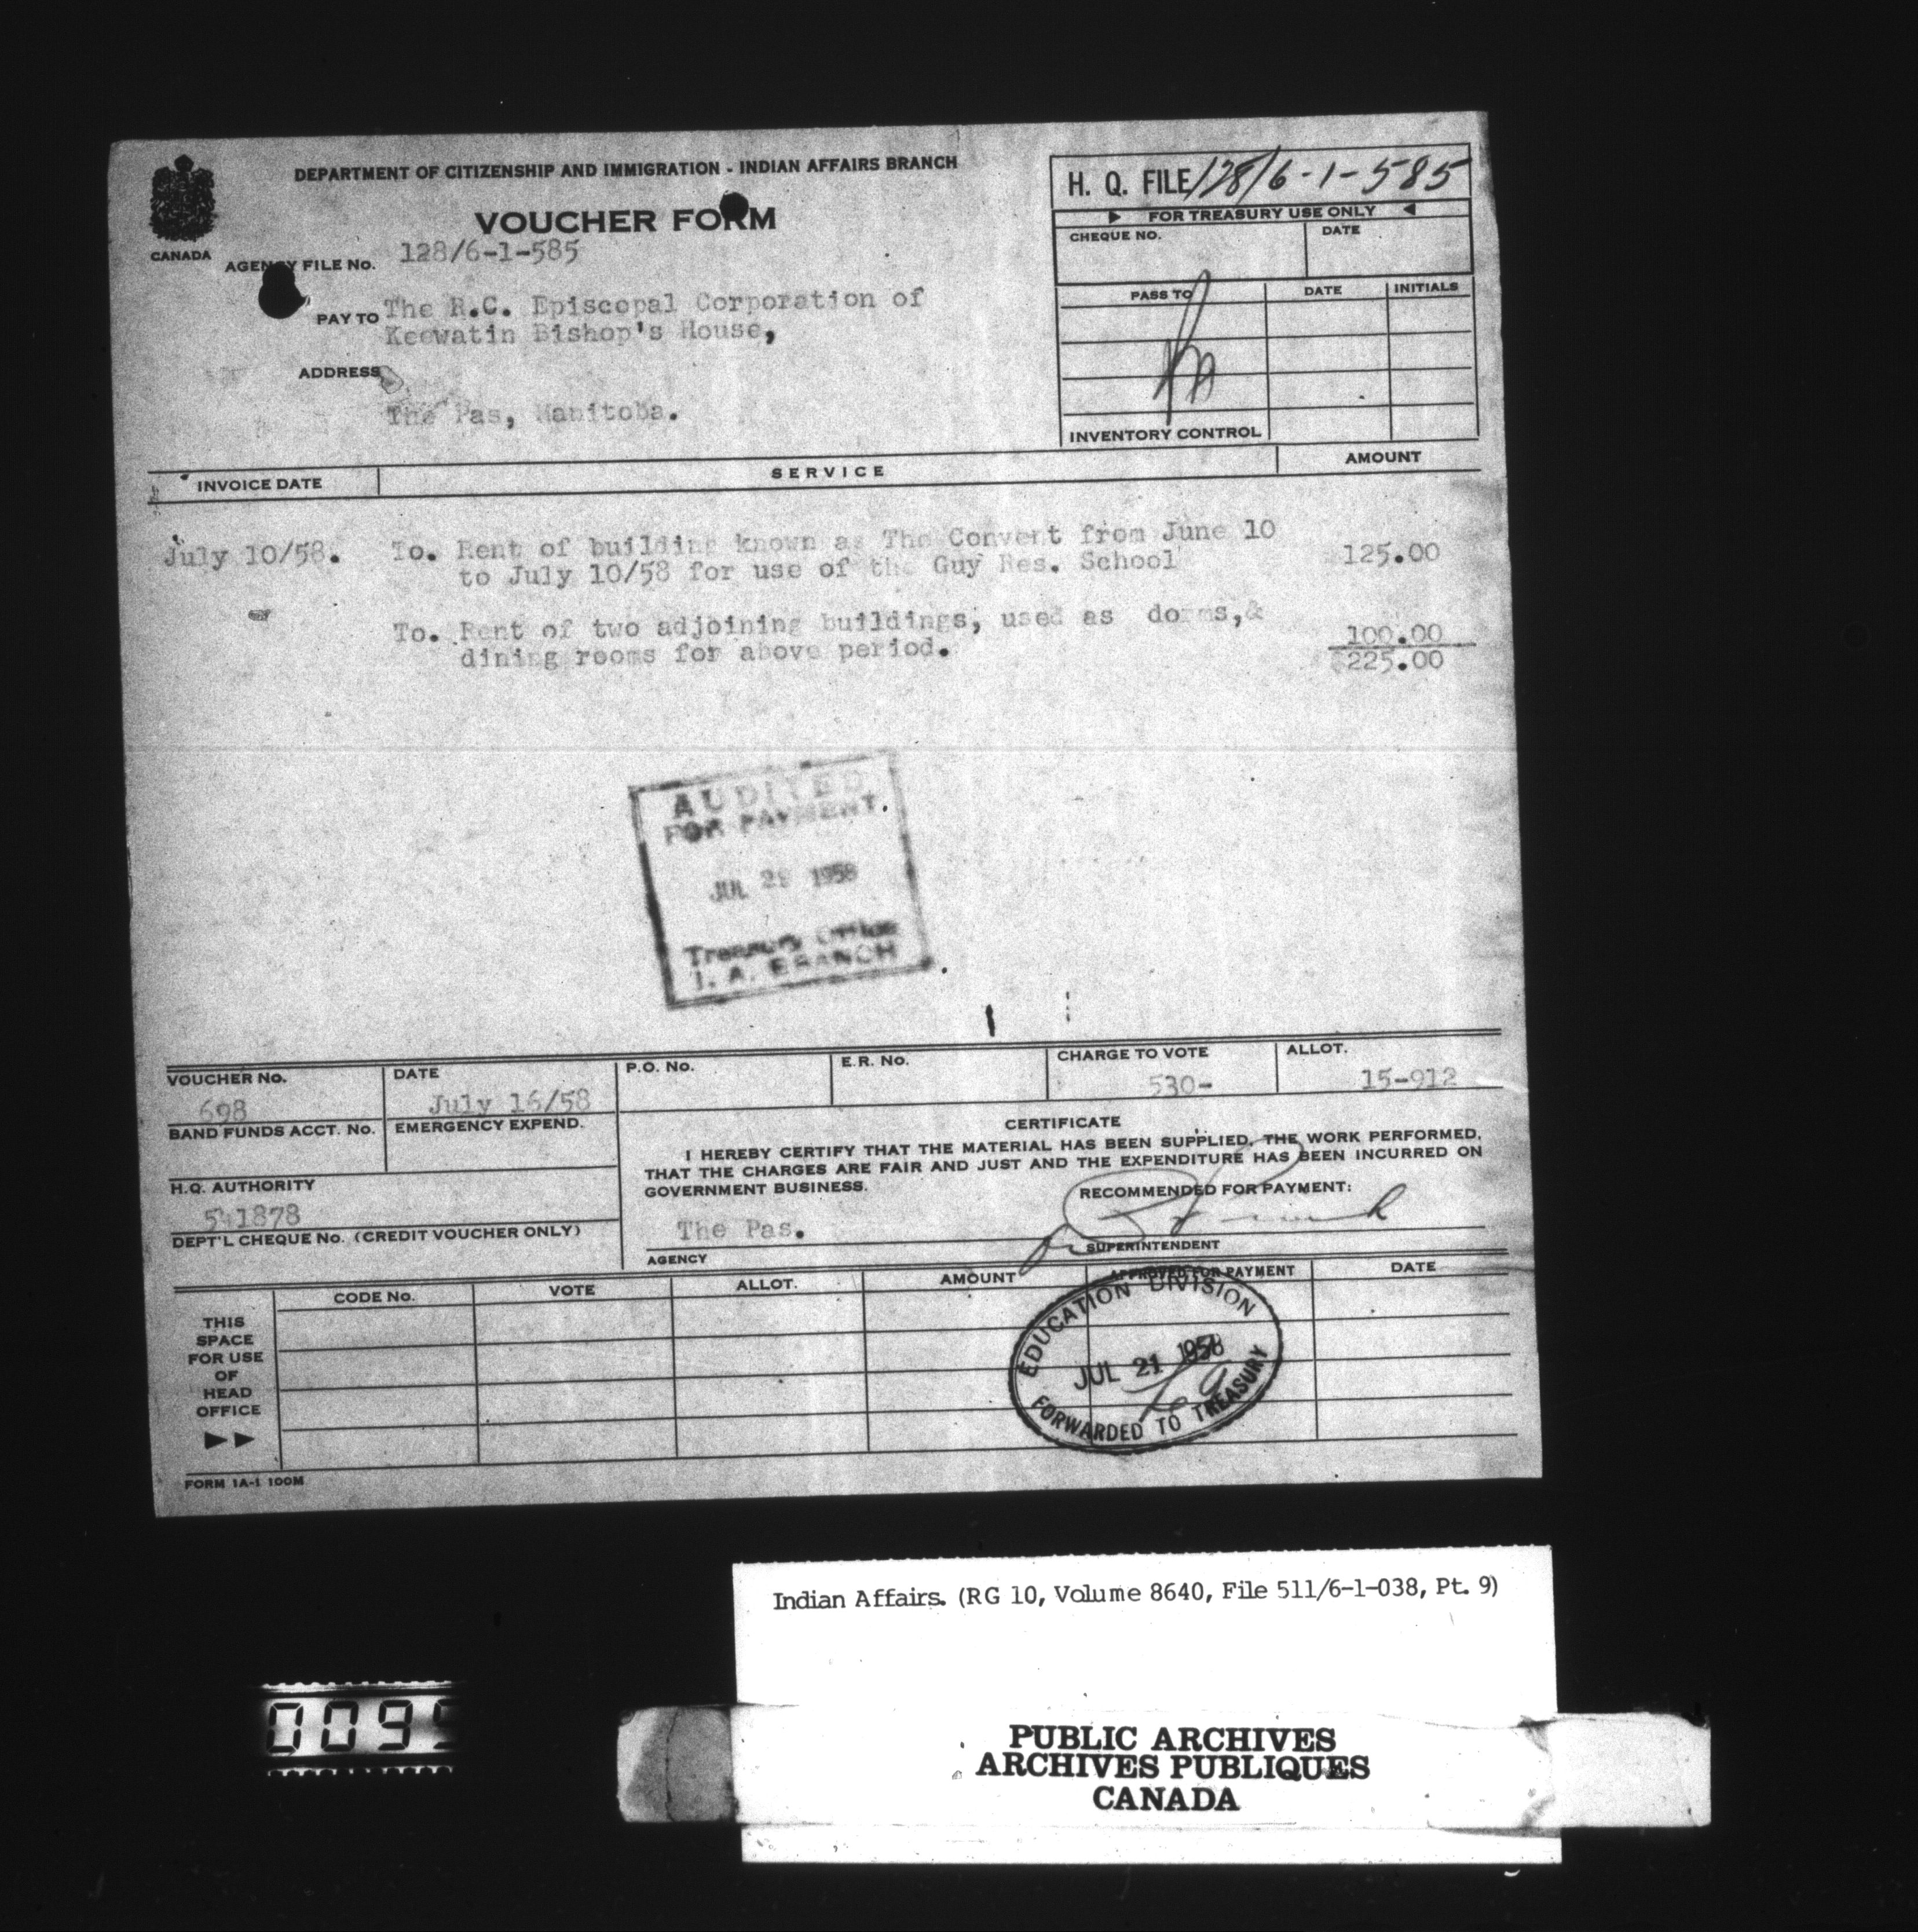 DEPARTMENT OF CITIZENSHIP AND IMMIGRATION - INDIAN AFFAIRS BRANCH
VOUCHER FORM
CANADA
AGENCY FILE No. 128/6-1-585
PAY TO The R.C. Episcopal Corporation of
Keewatin Bishop's House,
ADDRESS
The Pas, Manitoba.
H. Q. FILE 128/6-1-585
FOR TREASURY USE ONLY
CHEQUE NO. DATE
PASS TO DATE INITIALS
INVENTORY CONTROL
INVOICE DATE SERVICE AMOUNT
July 10/58. To. Rent of building known as The Convent from June 10
to July 10/58 for use of the Guy Res. School 125.00
To. Rent of two adjoining buildings, used as dorms,&
dining rooms for above period. 100.00
$225.00
AUDITED
FOR PAYMENT.
JUL 29 1958
Treasury Office
I. A. BRANCH
VOUCHER No. DATE P.O. No. E.R. No. CHARGE TO VOTE ALLOT.
698 July 16/58 530- 15-912
BAND FUNDS ACCT. No. EMERGENCY EXPEND.
CERTIFICATE
I HEREBY CERTIFY THAT THE MATERIAL HAS BEEN SUPPLIED, THE WORK PERFORMED,
THAT THE CHARGES ARE FAIR AND JUST AND THE EXPENDITURE HAS BEEN INCURRED ON
GOVERNMENT BUSINESS.
RECOMMENDED FOR PAYMENT:
H.Q. AUTHORITY
541878
DEPT'L CHEQUE No. (CREDIT VOUCHER ONLY)
The Pas.
AGENCY
SUPERINTENDENT
CODE No. VOTE ALLOT. AMOUNT APPROVED FOR PAYMENT DATE
THIS
SPACE
FOR USE
OF
HEAD
OFFICE
EDUCATION DIVISION
JUL 21 1958
FORWARDED TO TREASURY
FORM 1A-1 100M
Indian Affairs. (RG 10, Volume 8640, File 511/6-1-038, Pt. 9)
009
PUBLIC ARCHIVES
ARCHIVES PUBLIQUES
CANADA